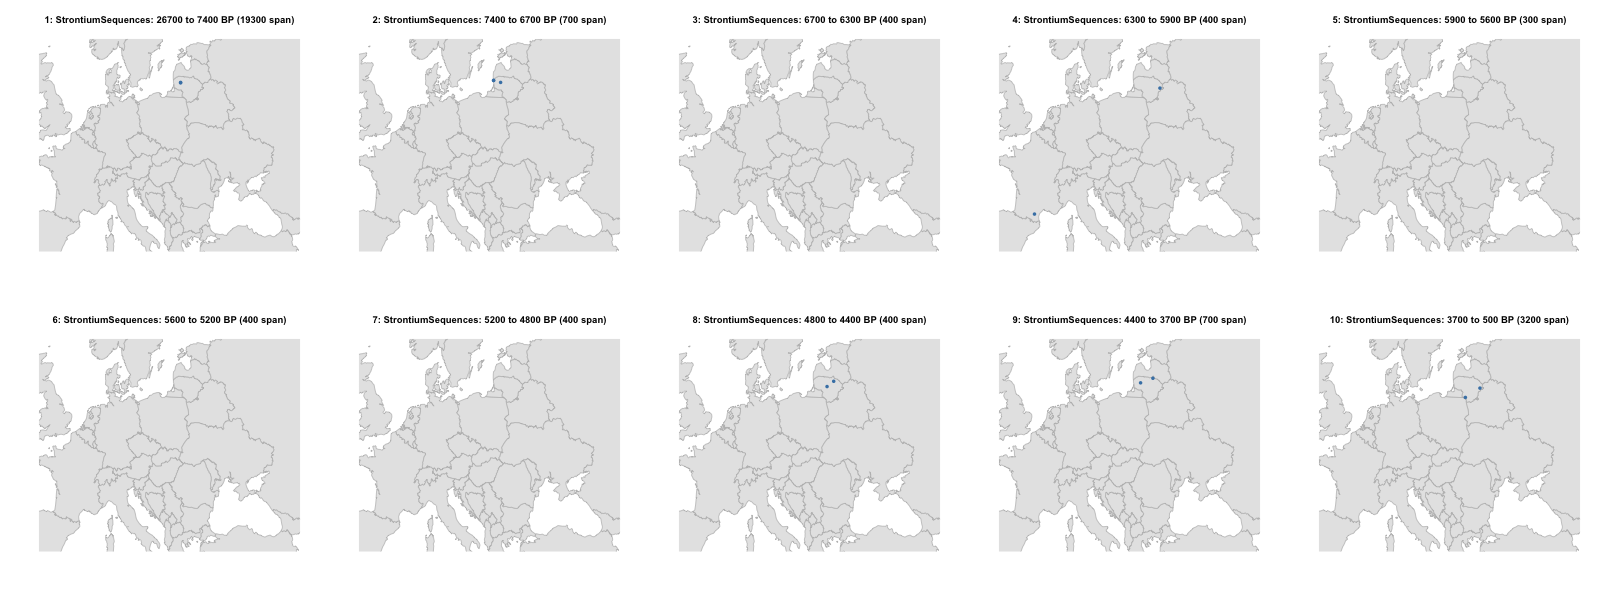 1: StrontiumSequences: 26700 to 7400 BP (19300 span)
2: StrontiumSequences: 7400 to 6700 BP (700 span)
3: StrontiumSequences: 6700 to 6300 BP (400 span)
4: StrontiumSequences: 6300 to 5900 BP (400 span)
5: StrontiumSequences: 5900 to 5600 BP (300 span)
6: StrontiumSequences: 5600 to 5200 BP (400 span)
7: StrontiumSequences: 5200 to 4800 BP (400 span)
8: StrontiumSequences: 4800 to 4400 BP (400 span)
9: StrontiumSequences: 4400 to 3700 BP (700 span)
10: StrontiumSequences: 3700 to 500 BP (3200 span)